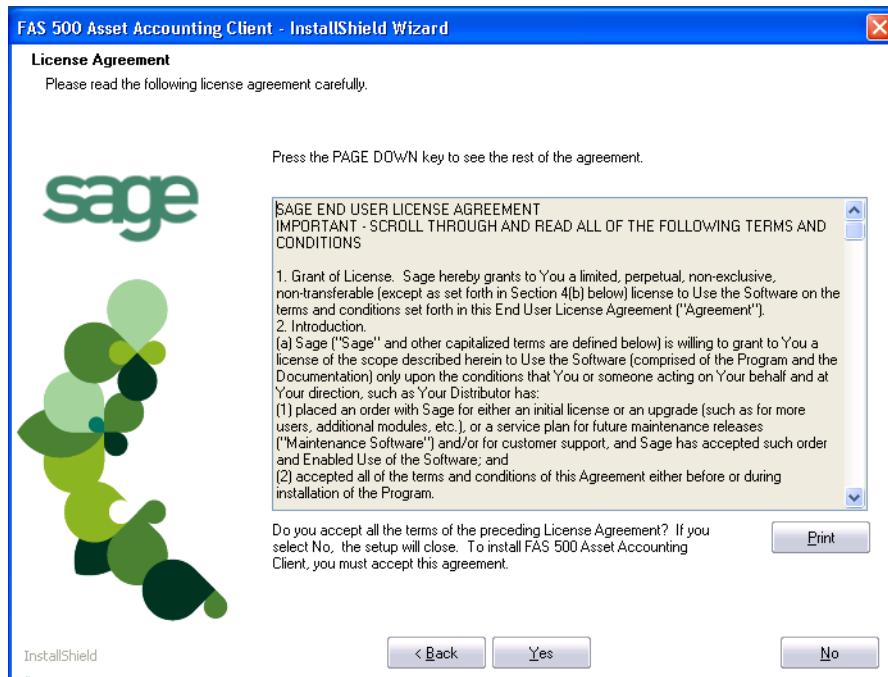 FAS 500 Asset Accounting Client - InstallShield Wizard
License Agreement
Please read the following license agreement carefully.
Press the PAGE DOWN key to see the rest of the agreement.
sage
SAGE END USER LICENSE AGREEMENT
IMPORTANT - SCROLL THROUGH AND READ ALL OF THE FOLLOWING TERMS AND
CONDITIONS
1. Grant of License.  Sage hereby grants to You a limited, perpetual, non-exclusive,
non-transferable (except as set forth in Section 4(b) below) license to Use the Software on the
terms and conditions set forth in this End User License Agreement ("Agreement").
2. Introduction.
(a) Sage ("Sage" and other capitalized terms are defined below) is willing to grant to You a
license of the scope described herein to Use the Software (comprised of the Program and the
Documentation) only upon the conditions that You or someone acting on Your behalf and at
Your direction, such as Your Distributor has:
(1) placed an order with Sage for either an initial license or an upgrade (such as for more
users, additional modules, etc.), or a service plan for future maintenance releases
("Maintenance Software") and/or for customer support, and Sage has accepted such order
and Enabled Use of the Software; and
(2) accepted all of the terms and conditions of this Agreement either before or during
installation of the Program.
Do you accept all the terms of the preceding License Agreement?  If you
select No,  the setup will close.  To install FAS 500 Asset Accounting
Client, you must accept this agreement.
Print
InstallShield
< Back
Yes
No